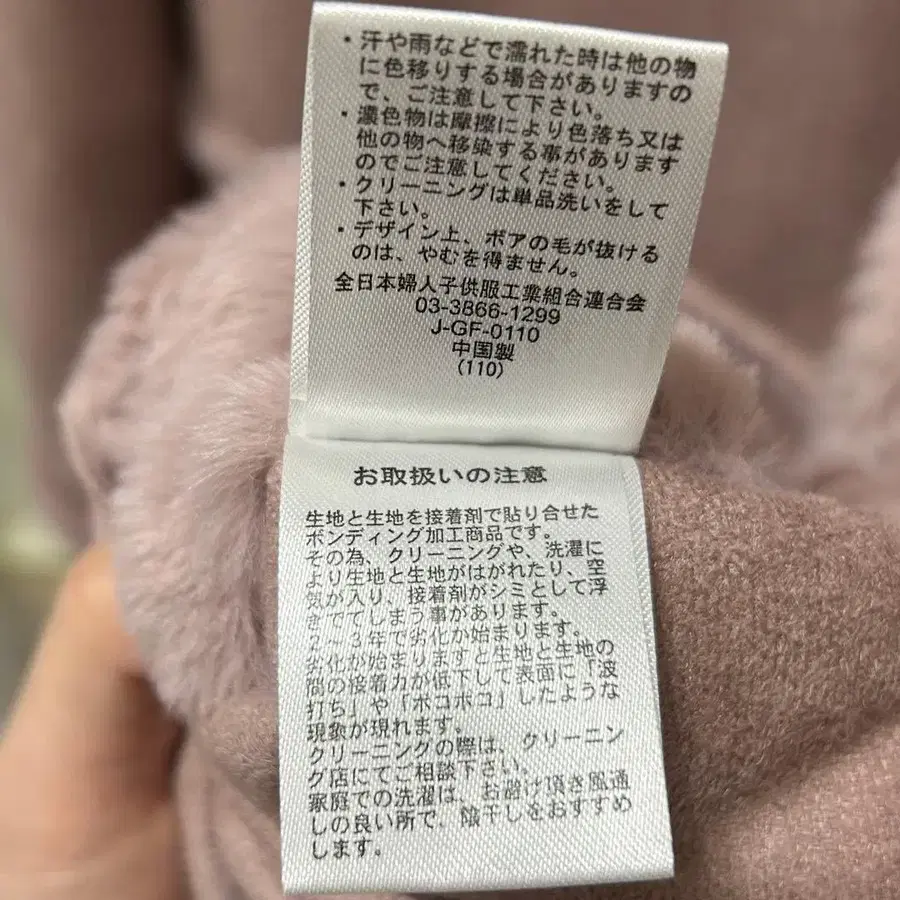 ・汗や雨などで濡れた時は他の物
に色移りする場合がありますの
で、ご注意して下さい。
・濃色物は摩擦により色落ち又は
他の物へ移染する事があります
のでご注意してください。
・クリーニングは単品洗いをして
下さい。
・デザイン上、ボアの毛が抜ける
のは、やむを得ません。
全日本婦人子供服工業組合連合会
03-3866-1299
J-GF-0110
中国製
(110)
お取扱いの注意
生地と生地を接着剤で貼り合せた
ボンディング加工商品です。
その為、クリーニングや、洗濯に
より生地と生地がはがれたり、空
気が入り、接着剤がシミとして浮
きでてしまう事があります。
2～3年で劣化が始まります。
劣化が始まりますと生地と生地の
間の接着力が低下して表面に「波
打ち」や「ボコボコ」したような
現象が現れます。
クリーニングの際は、クリーニン
グ店にてご相談下さい。
家庭での洗濯は、お避け頂き風通
しの良い所で、陰干しをおすすめ
します。